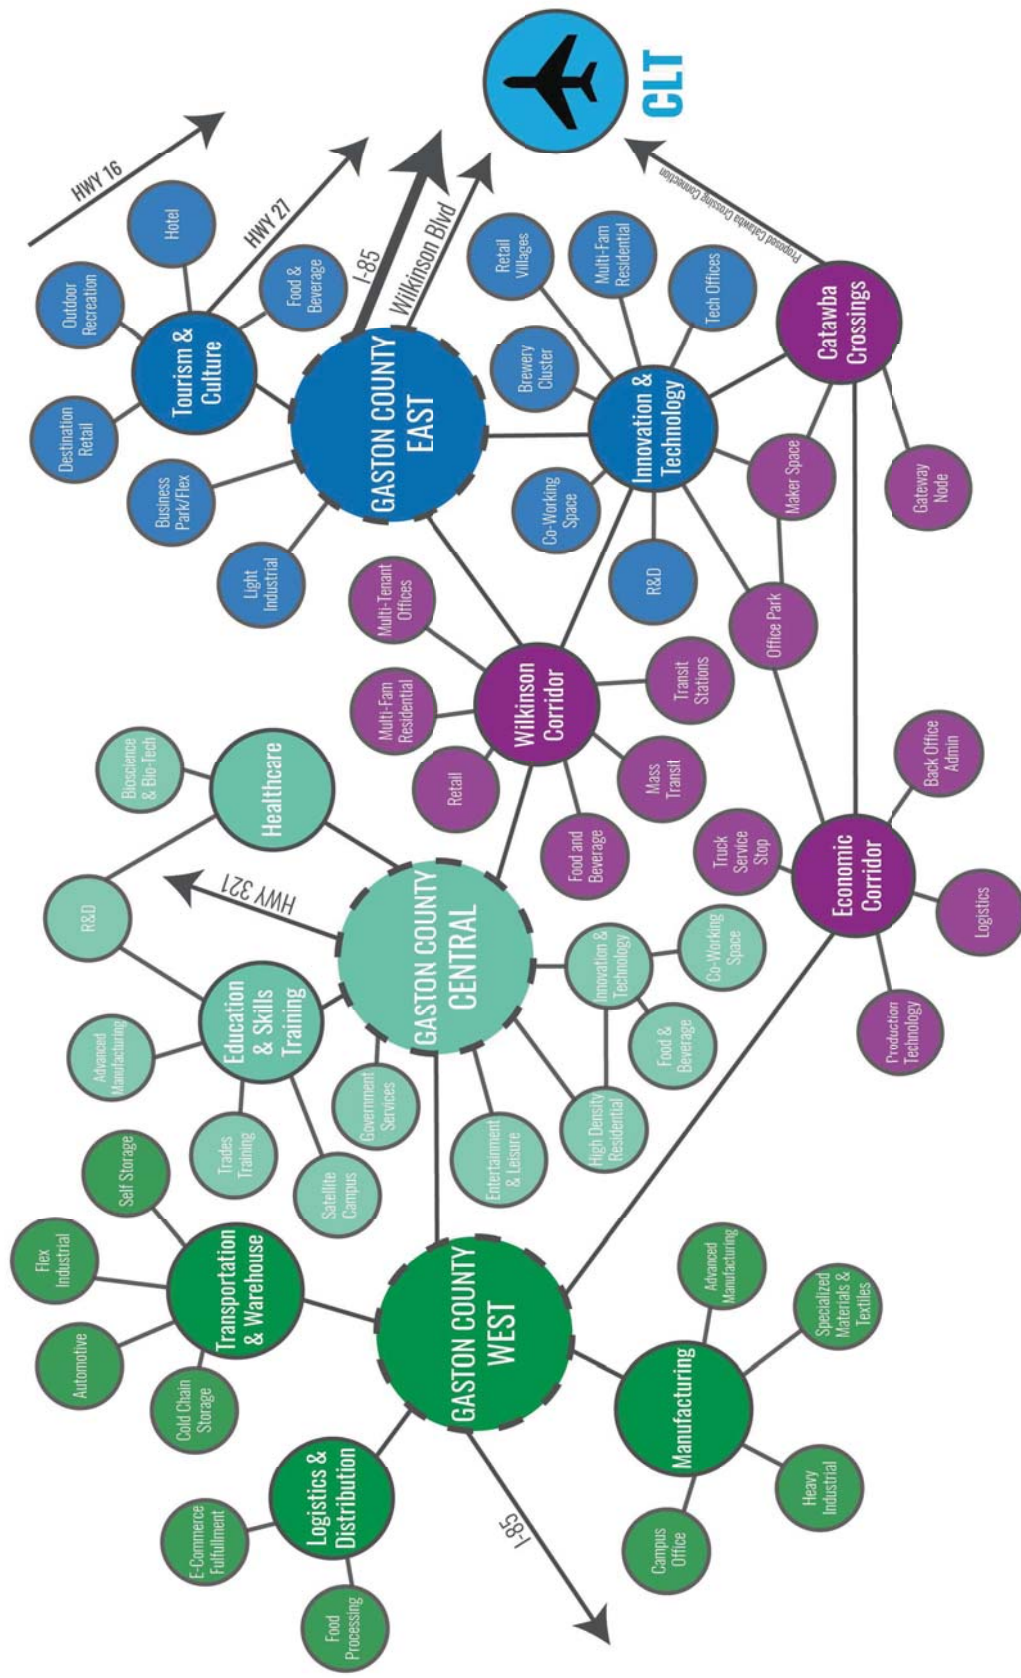 HWY 16
HWY 27
I-85
Wilkinson Blvd
CLT
Proposed Catawba Crossing Connection
Hotel
Outdoor
Recreation
Food &
Beverage
Destination
Retail
Tourism &
Culture
Business
Park/Flex
Light
Industrial
GASTON COUNTY
EAST
Retail
Villages
Multi-Fam
Residential
Tech Offices
Brewery
Cluster
Co-Working
Space
R&D
Innovation &
Technology
Catawba
Crossings
Maker Space
Gateway
Node
Office Park
Multi-Tenant
Offices
Multi-Fam
Residential
Retail
Food and
Beverage
Mass
Transit
Transit
Stations
Wilkinson
Corridor
Truck
Service
Stop
Back Office
Admin
Logistics
Production
Technology
Economic
Corridor
Bioscience
& Bio-Tech
Healthcare
R&D
HWY 321
GASTON COUNTY
CENTRAL
Education
& Skills
Training
Advanced
Manufacturing
Trades
Training
Satellite
Campus
Government
Services
Entertainment
& Leisure
High Density
Residential
Innovation &
Technology
Food &
Beverage
Co-Working
Space
Self Storage
Flex
Industrial
Automotive
Cold Chain
Storage
Transportation
& Warehouse
GASTON COUNTY
WEST
Logistics &
Distribution
E-Commerce
Fulfullment
Food
Processing
I-85
Manufacturing
Advanced
Manufacturing
Specialized
Materials &
Textiles
Heavy
Industrial
Campus
Office